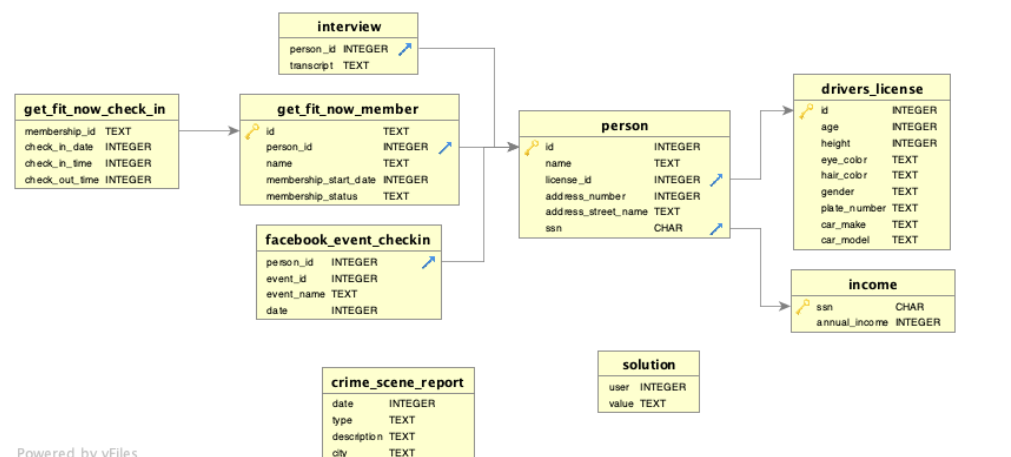 interview
person_id INTEGER
transcript TEXT
get_fit_now_check_in
membership_id TEXT
check_in_date INTEGER
check_in_time INTEGER
check_out_time INTEGER
get_fit_now_member
id TEXT
person_id INTEGER
name TEXT
membership_start_date INTEGER
membership_status TEXT
facebook_event_checkin
person_id INTEGER
event_id INTEGER
event_name TEXT
date INTEGER
person
id INTEGER
name TEXT
license_id INTEGER
address_number INTEGER
address_street_name TEXT
ssn CHAR
drivers_license
id INTEGER
age INTEGER
height INTEGER
eye_color TEXT
hair_color TEXT
gender TEXT
plate_number TEXT
car_make TEXT
car_model TEXT
income
ssn CHAR
annual_income INTEGER
crime_scene_report
date INTEGER
type TEXT
description TEXT
city TEXT
solution
user INTEGER
value TEXT
Powered by yFiles